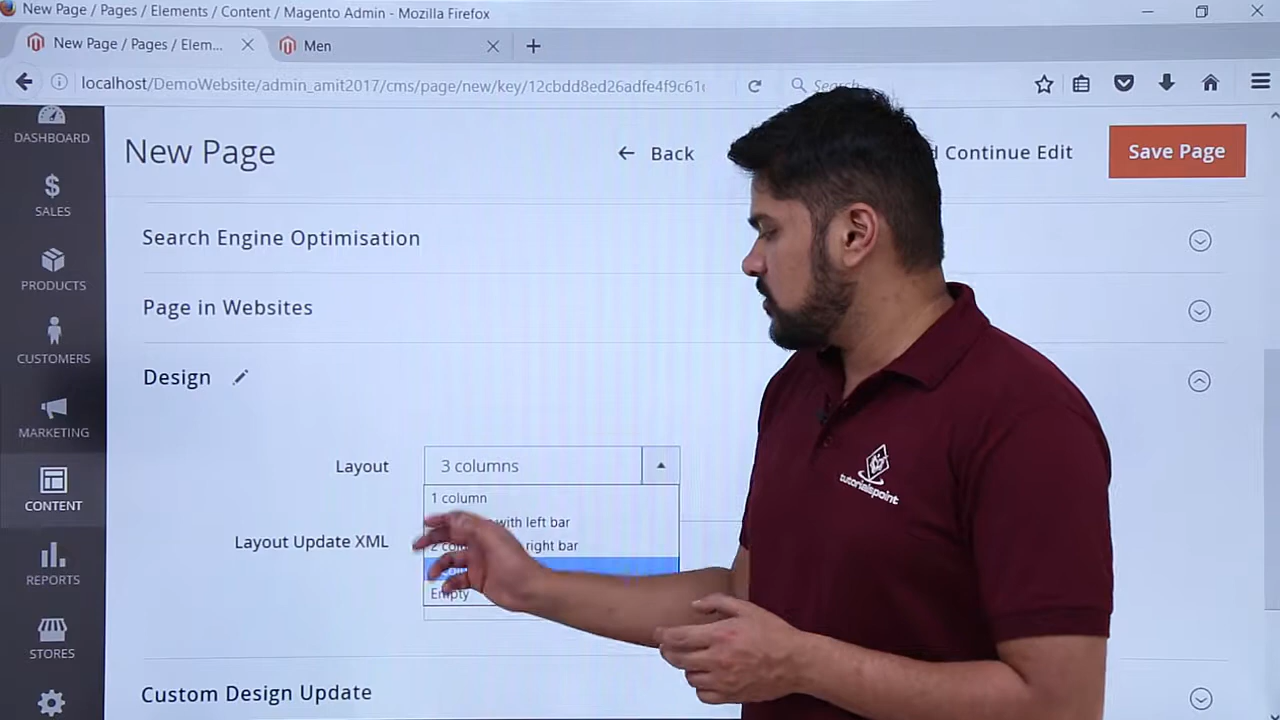 New Page / Pages / Elements / Content / Magento Admin - Mozilla Firefox
New Page / Pages / Elem...
Men
localhost/DemoWebsite/admin_amit2017/cms/page/new/key/12cbdd8ed26adfe4f9c61
Search
DASHBOARD
New Page
Back
Continue Edit
Save Page
SALES
Search Engine Optimisation
PRODUCTS
Page in Websites
CUSTOMERS
Design
MARKETING
Layout
3 columns
1 column
with left bar
CONTENT
Layout Update XML
2
right bar
Empty
REPORTS
STORES
Custom Design Update
tutorialspoint